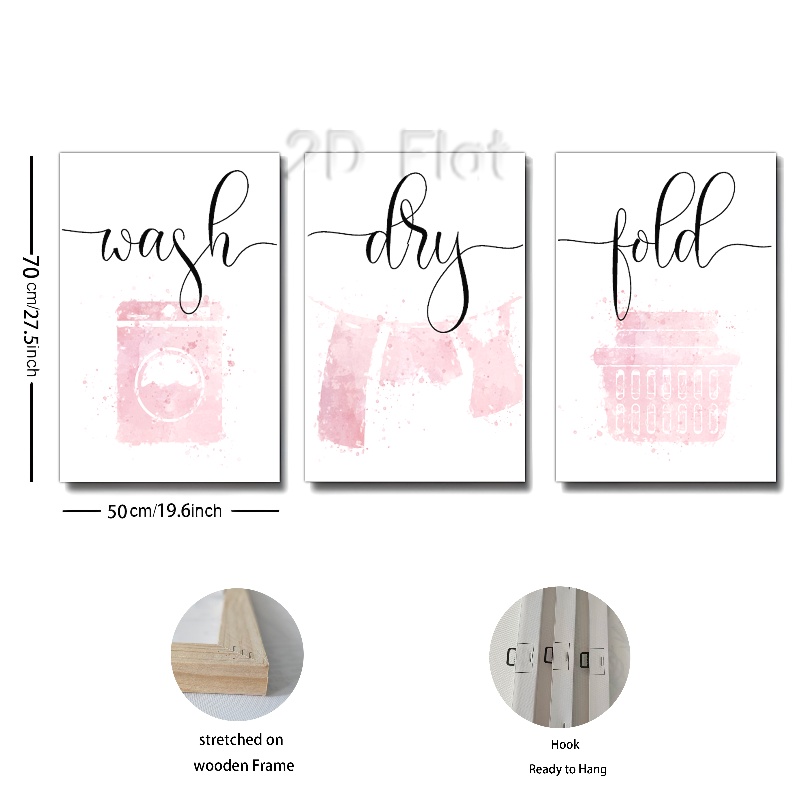 2D Flat
wash
dry
fold
70 cm/27.5inch
50cm/19.6inch
stretched on
wooden Frame
Hook
Ready to Hang